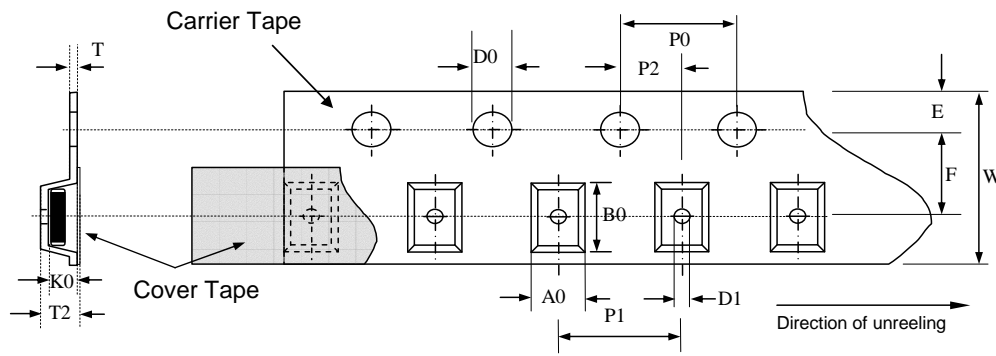 Carrier Tape
T
D0
P0
P2
E
F
W
B0
K0
Cover Tape
T2
A0
D1
P1
Direction of unreeling